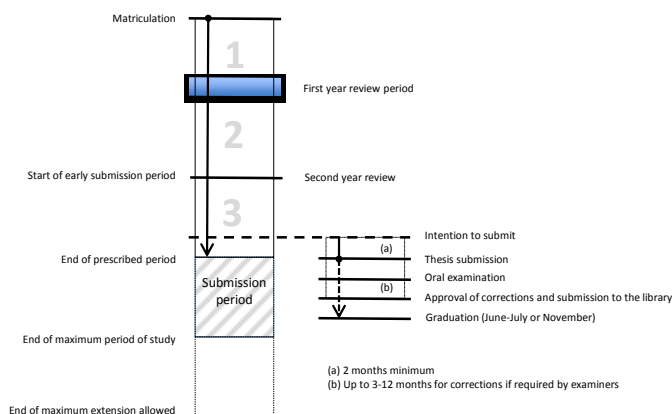 Matriculation
1
First year review period
2
Start of early submission period
Second year review
3
Intention to submit
(a)
End of prescribed period
Thesis submission
Submission
period
Oral examination
(b)
Approval of corrections and submission to the library
Graduation (June-July or November)
End of maximum period of study
(a) 2 months minimum
(b) Up to 3-12 months for corrections if required by examiners
End of maximum extension allowed